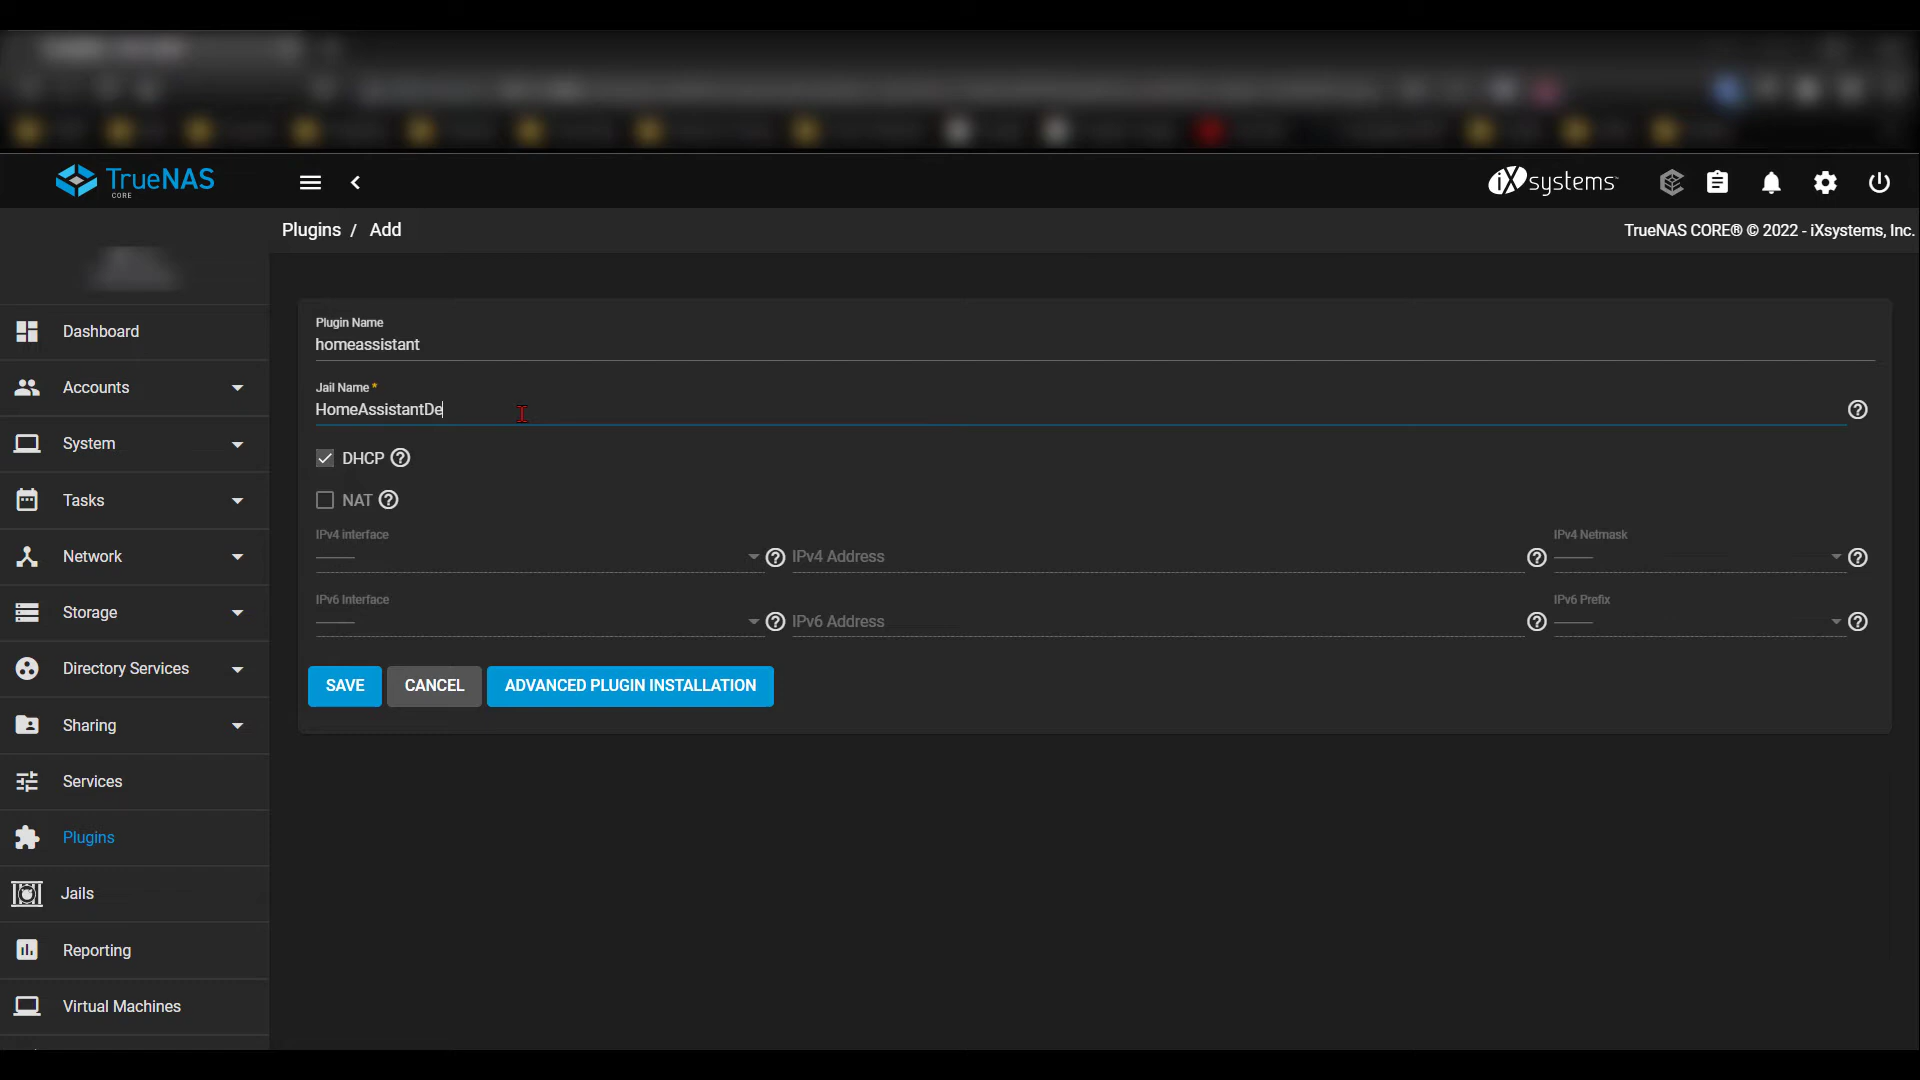 TrueNAS
CORE
iXsystems
Plugins / Add
TrueNAS CORE® © 2022 - iXsystems, Inc.
Dashboard
Accounts
System
Tasks
Network
Storage
Directory Services
Sharing
Services
Plugins
Jails
Reporting
Virtual Machines
Plugin Name
homeassistant
Jail Name *
HomeAssistantDe
DHCP
NAT
IPv4 interface
IPv4 Address
IPv4 Netmask
IPv6 Interface
IPv6 Address
IPv6 Prefix
SAVE
CANCEL
ADVANCED PLUGIN INSTALLATION